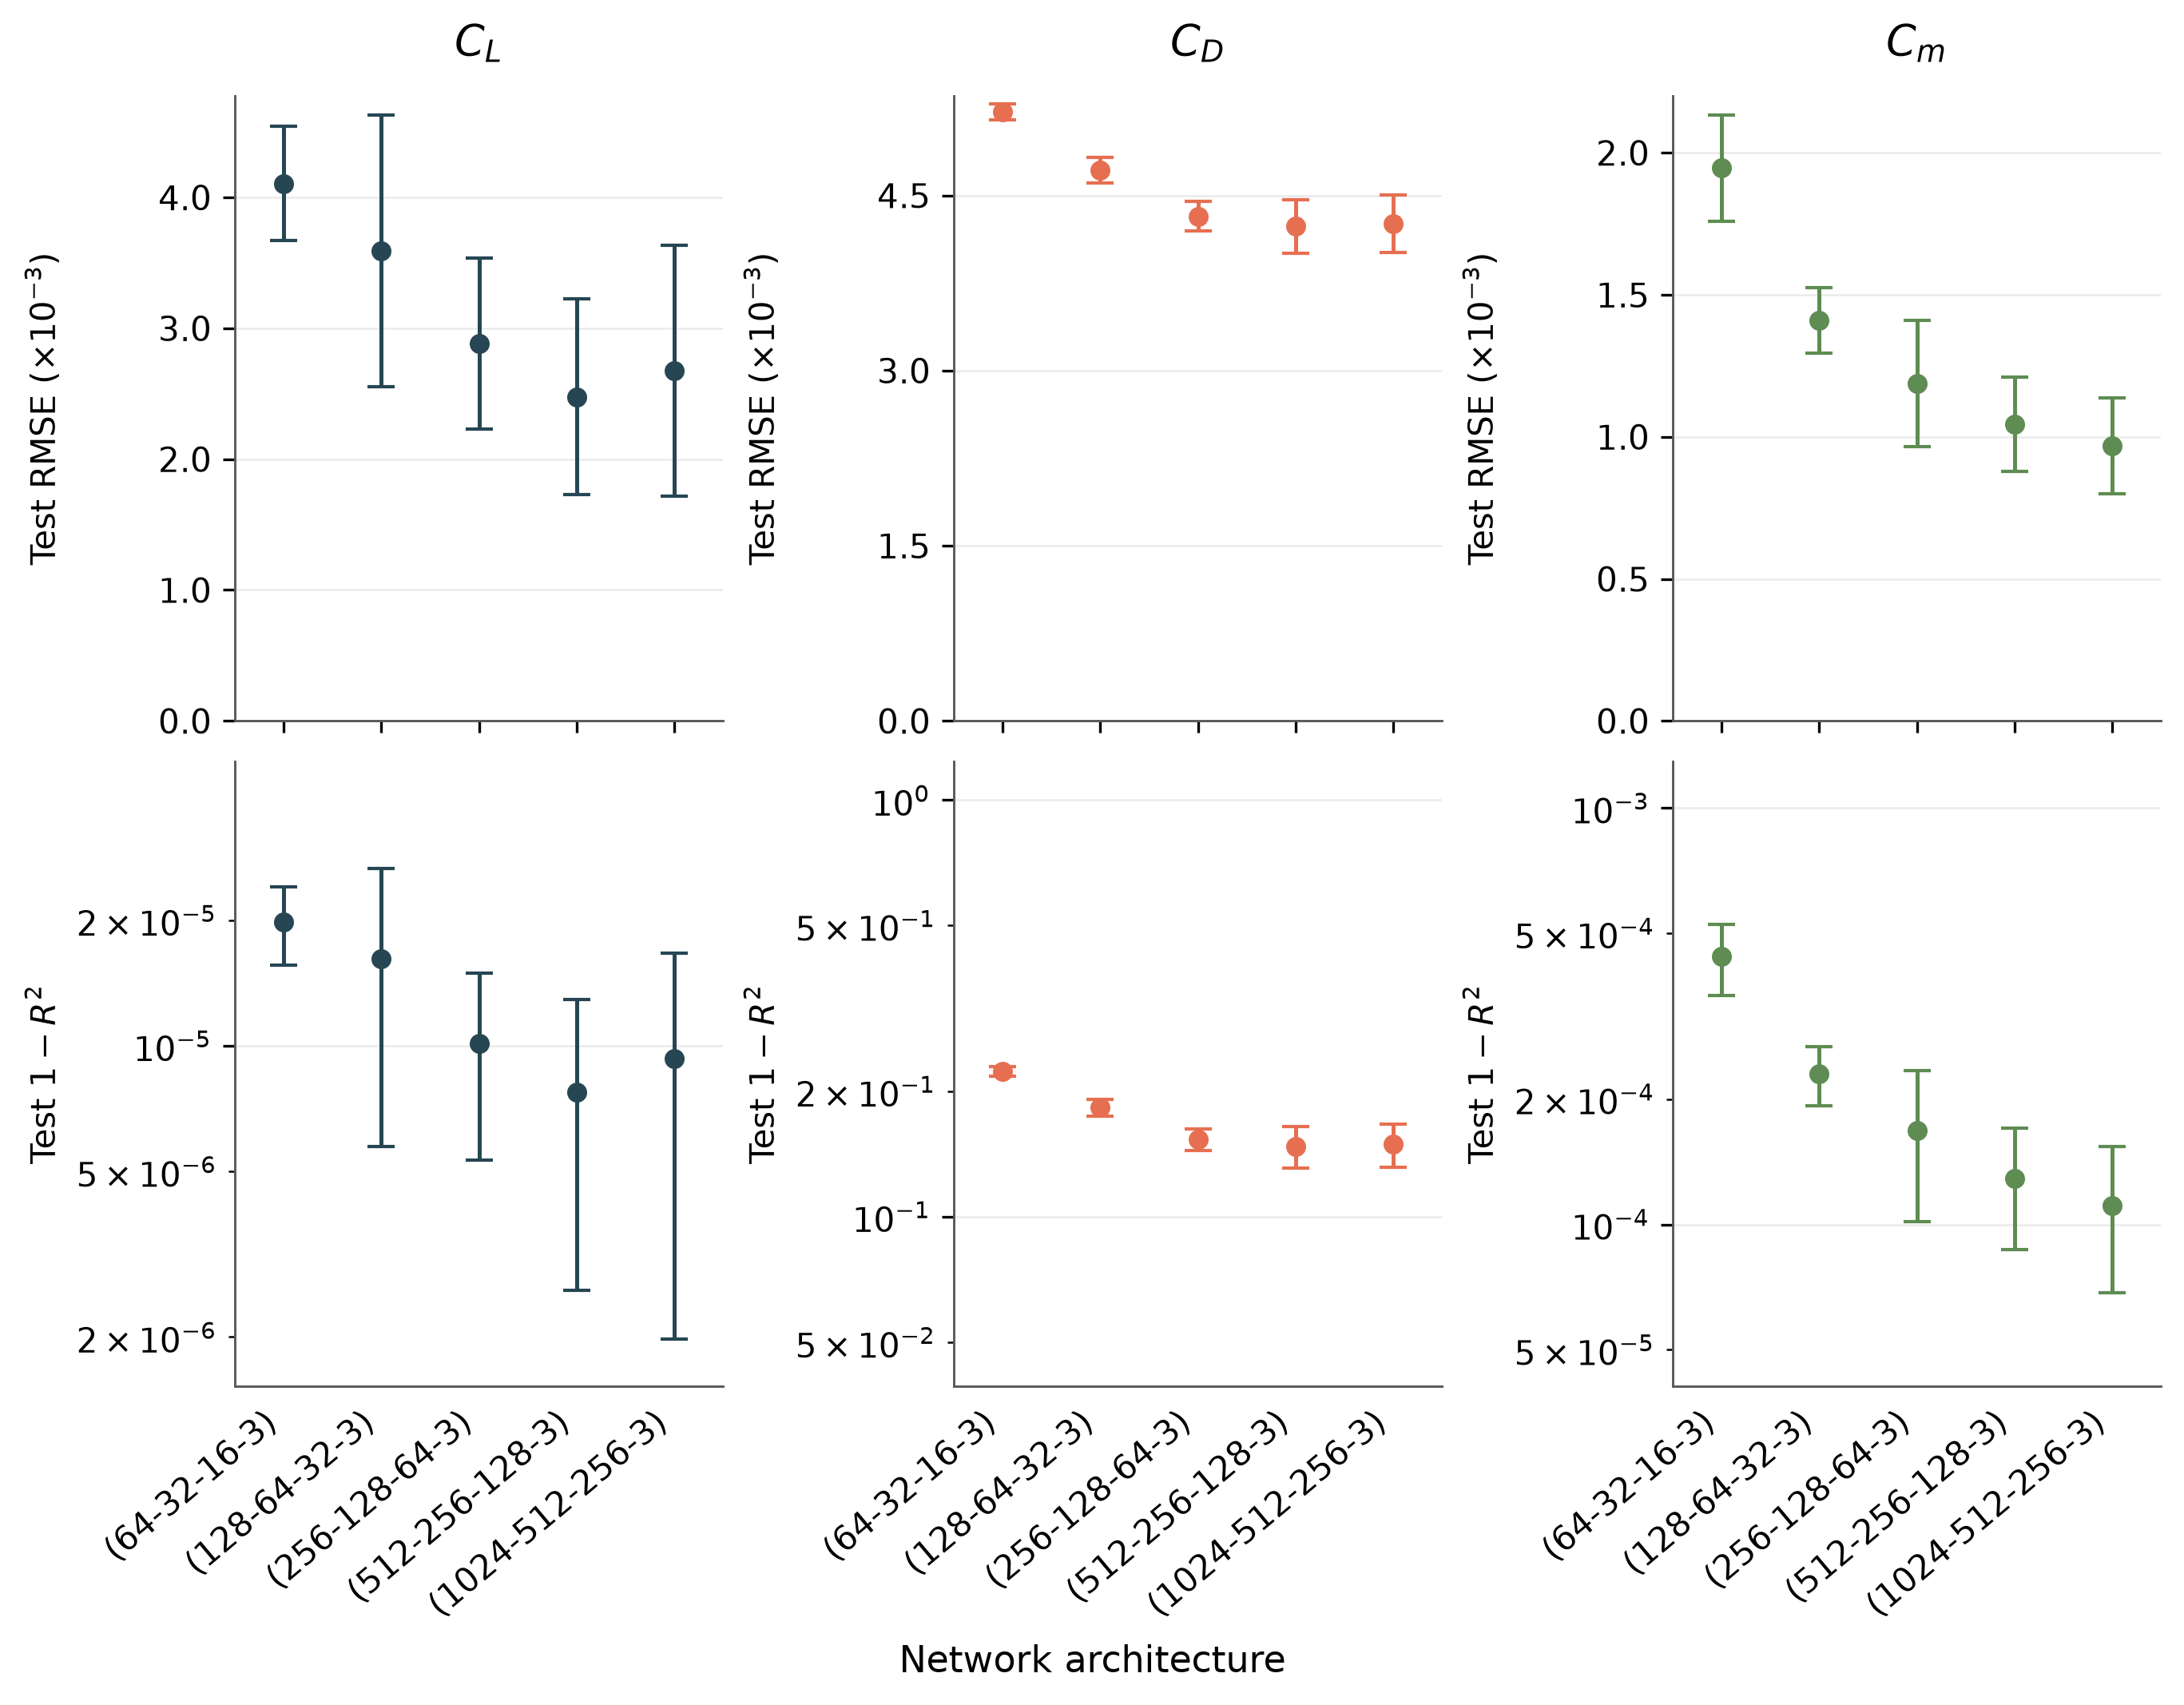 C_L
C_D
C_m
Test RMSE (×10⁻³)
4.0
3.0
2.0
1.0
0.0
Test RMSE (×10⁻³)
4.5
3.0
1.5
0.0
Test RMSE (×10⁻³)
2.0
1.5
1.0
0.5
0.0
Test 1 − R²
2 × 10⁻⁵
10⁻⁵
5 × 10⁻⁶
2 × 10⁻⁶
Test 1 − R²
10⁰
5 × 10⁻¹
2 × 10⁻¹
10⁻¹
5 × 10⁻²
Test 1 − R²
10⁻³
5 × 10⁻⁴
2 × 10⁻⁴
10⁻⁴
5 × 10⁻⁵
(64-32-16-3)
(128-64-32-3)
(256-128-64-3)
(512-256-128-3)
(1024-512-256-3)
(64-32-16-3)
(128-64-32-3)
(256-128-64-3)
(512-256-128-3)
(1024-512-256-3)
(64-32-16-3)
(128-64-32-3)
(256-128-64-3)
(512-256-128-3)
(1024-512-256-3)
Network architecture